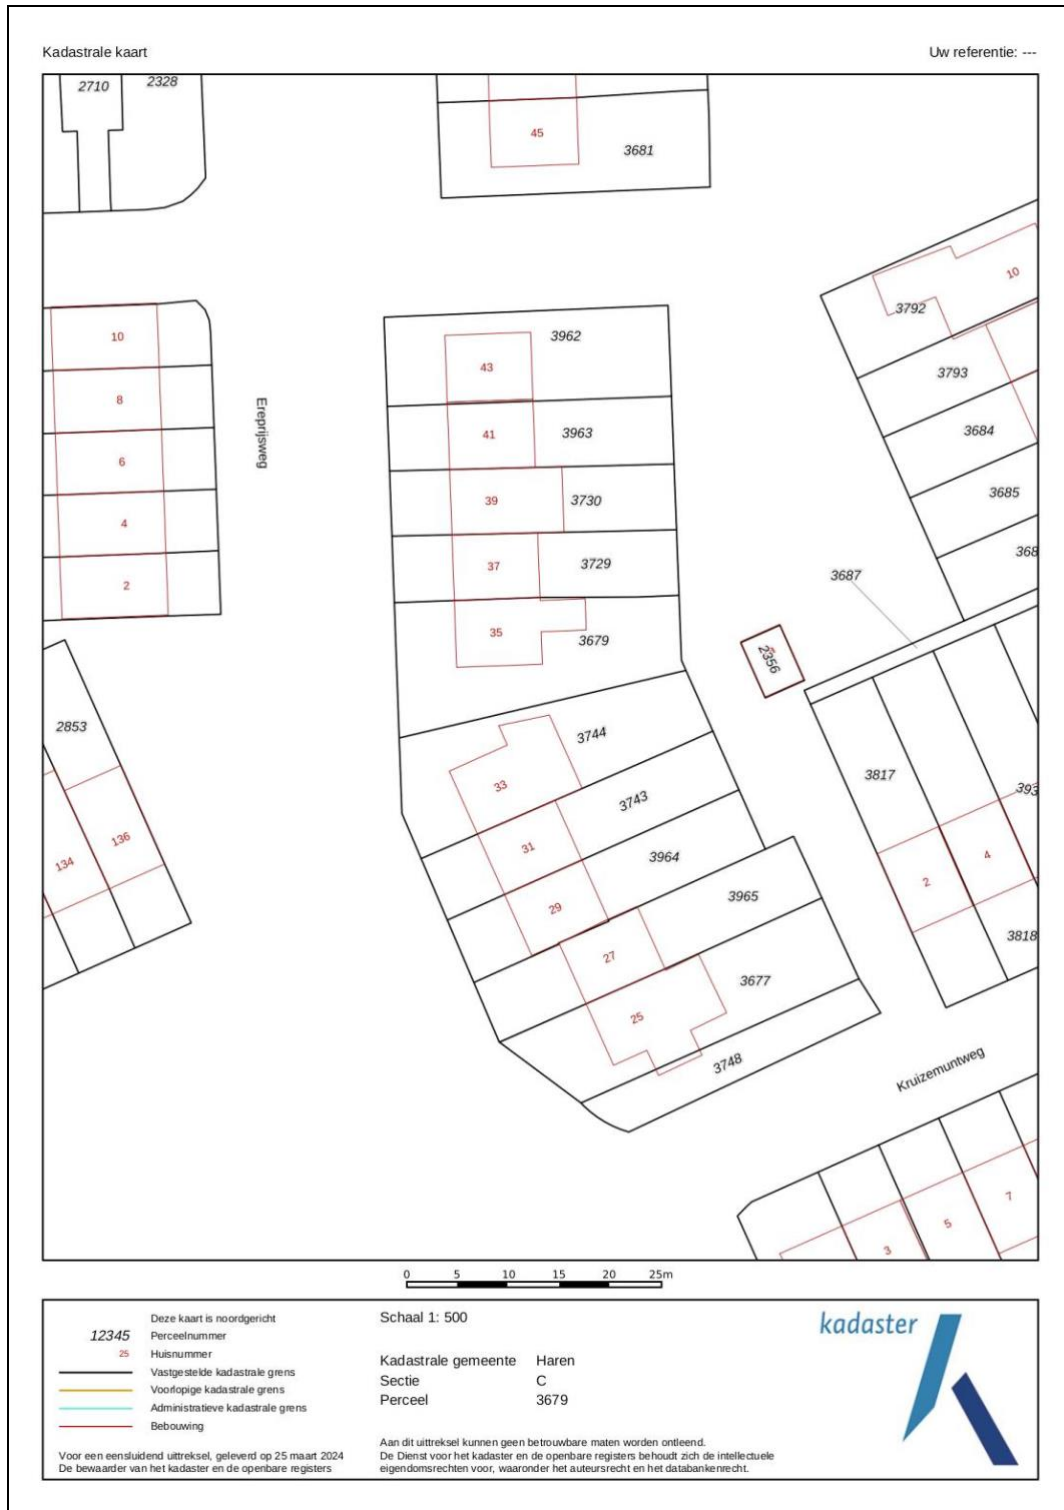 Kadastrale kaart
Uw referentie: ---
2710
2328
45
3681
10
3792
3793
3684
3685
10
8
6
4
2
Ereprijsweg
3962
43
41
3963
39
3730
37
3729
35
3679
3687
2356
2853
134
136
3744
33
3743
31
3964
29
3965
27
3677
25
3748
3817
2
4
3818
Kruizemuntweg
3
5
7
0 5 10 15 20 25m
Deze kaart is noordgericht
12345 Perceelnummer
25 Huisnummer
Vastgestelde kadastrale grens
Voorlopige kadastrale grens
Administratieve kadastrale grens
Bebouwing
Voor een eensluidend uittreksel, geleverd op 25 maart 2024
De bewaarder van het kadaster en de openbare registers
Schaal 1: 500
Kadastrale gemeente Haren
Sectie C
Perceel 3679
Aan dit uittreksel kunnen geen betrouwbare maten worden ontleend.
De Dienst voor het kadaster en de openbare registers behoudt zich de intellectuele
eigendomsrechten voor, waaronder het auteursrecht en het databankenrecht.
kadaster